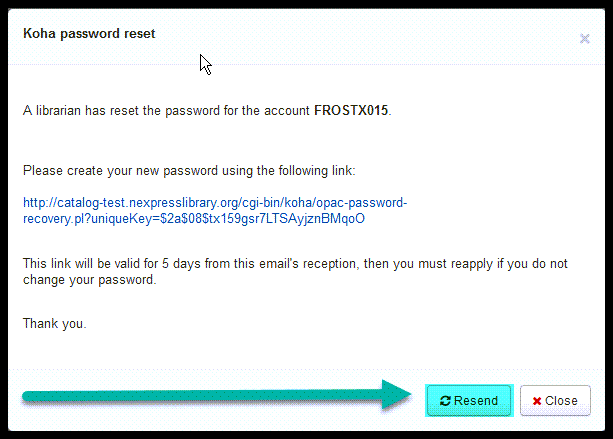 Koha password reset
×
A librarian has reset the password for the account FROSTX015.
Please create your new password using the following link:
http://catalog-test.nexpresslibrary.org/cgi-bin/koha/opac-password-
recovery.pl?uniqueKey=$2a$08$tx159gsr7LTSAyjznBMqoO
This link will be valid for 5 days from this email's reception, then you must reapply if you do not
change your password.
Thank you.
Resend
Close